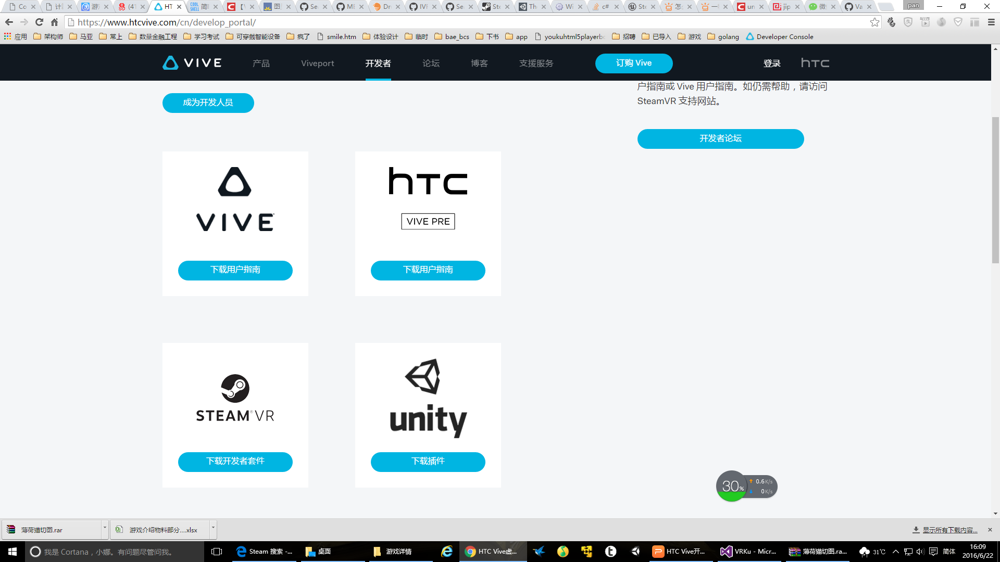 Co
计
游
(41
HT
简
【
图
Se
ME
Dr
IVR
Se
Ste
Th
Wi
c#
Ste
怎
一
un
jip
微
Va
pan
https://www.htcvive.com/cn/develop_portal/
应用
架构师
马亚
常上
数量金融工程
学习考试
可穿戴智能设备
疯了
smile.htm
体验设计
临时
bae_bcs
下书
app
youkuhtml5playerbo
招聘
已导入
游戏
golang
Developer Console
VIVE
产品
Viveport
开发者
论坛
博客
支援服务
订购 Vive
登录
hTC
户指南或 Vive 用户指南。如仍需帮助，请访问
SteamVR 支持网站。
成为开发人员
开发者论坛
VIVE
hTC
VIVE PRE
下载用户指南
下载用户指南
STEAM®VR
unity
下载开发者套件
下载插件
30%
0.6K/s
0K/s
薄荷猫切图.rar
游戏介绍物料部分....xlsx
显示所有下载内容...
我是 Cortana，小娜。有问题尽管问我。
Steam 搜索 -...
桌面
游戏详情
HTC Vive虚...
HTC Vive开...
VRKu - Micr...
薄荷猫切图.ra...
31℃
简体
16:09
2016/6/22